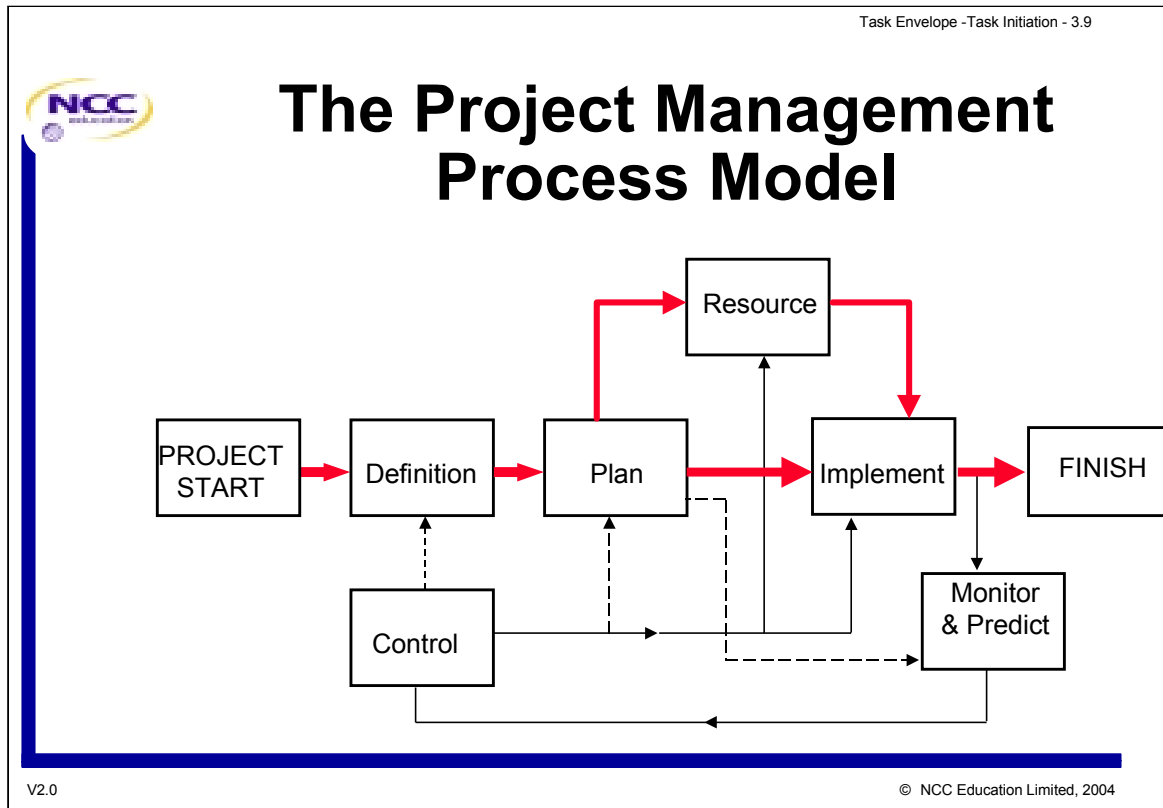 Task Envelope -Task Initiation - 3.9
NCC
education
The Project Management
Process Model
Resource
PROJECT
START
Definition
Plan
Implement
FINISH
Control
Monitor
& Predict
V2.0
© NCC Education Limited, 2004